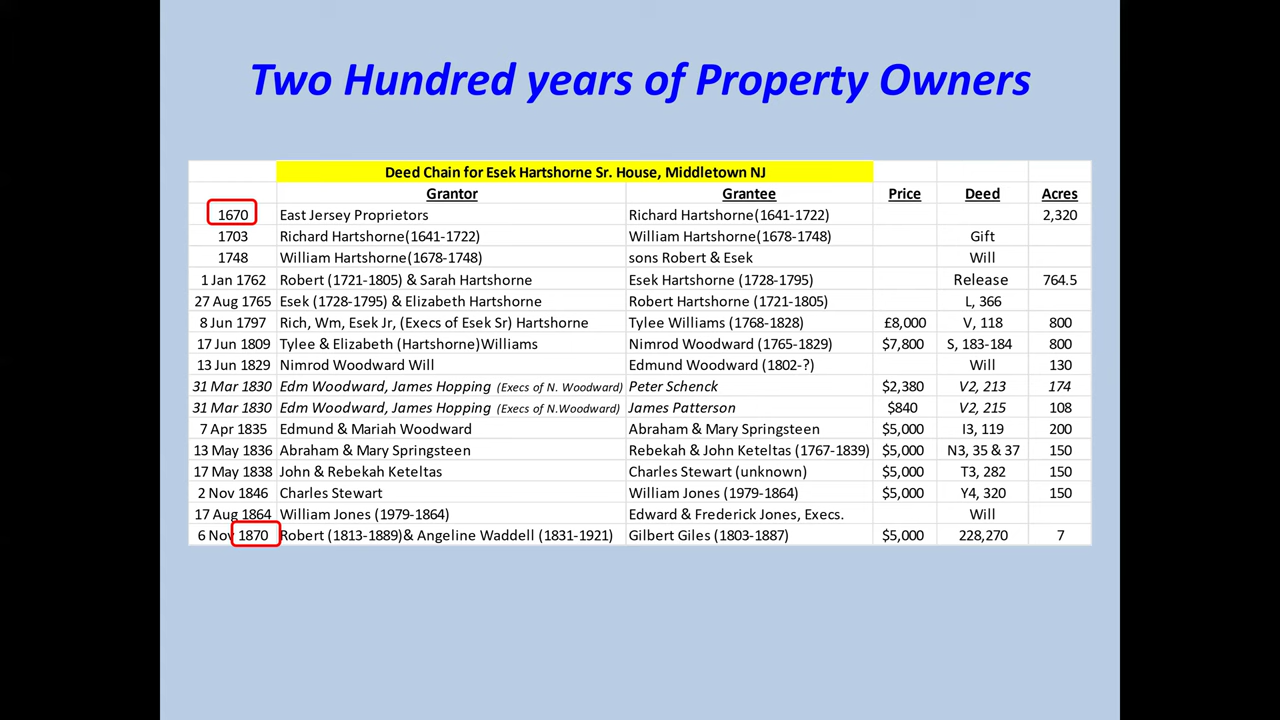 Two Hundred years of Property Owners
Deed Chain for Esek Hartshorne Sr. House, Middletown NJ
Grantor Grantee Price Deed Acres
1670 East Jersey Proprietors Richard Hartshorne(1641-1722) 2,320
1703 Richard Hartshorne(1641-1722) William Hartshorne(1678-1748) Gift
1748 William Hartshorne(1678-1748) sons Robert & Esek Will
1 Jan 1762 Robert (1721-1805) & Sarah Hartshorne Esek Hartshorne (1728-1795) Release 764.5
27 Aug 1765 Esek (1728-1795) & Elizabeth Hartshorne Robert Hartshorne (1721-1805) L, 366
8 Jun 1797 Rich, Wm, Esek Jr, (Execs of Esek Sr) Hartshorne Tylee Williams (1768-1828) £8,000 V, 118 800
17 Jun 1809 Tylee & Elizabeth (Hartshorne)Williams Nimrod Woodward (1765-1829) $7,800 S, 183-184 800
13 Jun 1829 Nimrod Woodward Will Edmund Woodward (1802-?) Will 130
31 Mar 1830 Edm Woodward, James Hopping (Execs of N. Woodward) Peter Schenck $2,380 V2, 213 174
31 Mar 1830 Edm Woodward, James Hopping (Execs of N.Woodward) James Patterson $840 V2, 215 108
7 Apr 1835 Edmund & Mariah Woodward Abraham & Mary Springsteen $5,000 I3, 119 200
13 May 1836 Abraham & Mary Springsteen Rebekah & John Keteltas (1767-1839) $5,000 N3, 35 & 37 150
17 May 1838 John & Rebekah Keteltas Charles Stewart (unknown) $5,000 T3, 282 150
2 Nov 1846 Charles Stewart William Jones (1979-1864) $5,000 Y4, 320 150
17 Aug 1864 William Jones (1979-1864) Edward & Frederick Jones, Execs. Will
6 Nov 1870 Robert (1813-1889)& Angeline Waddell (1831-1921) Gilbert Giles (1803-1887) $5,000 228,270 7